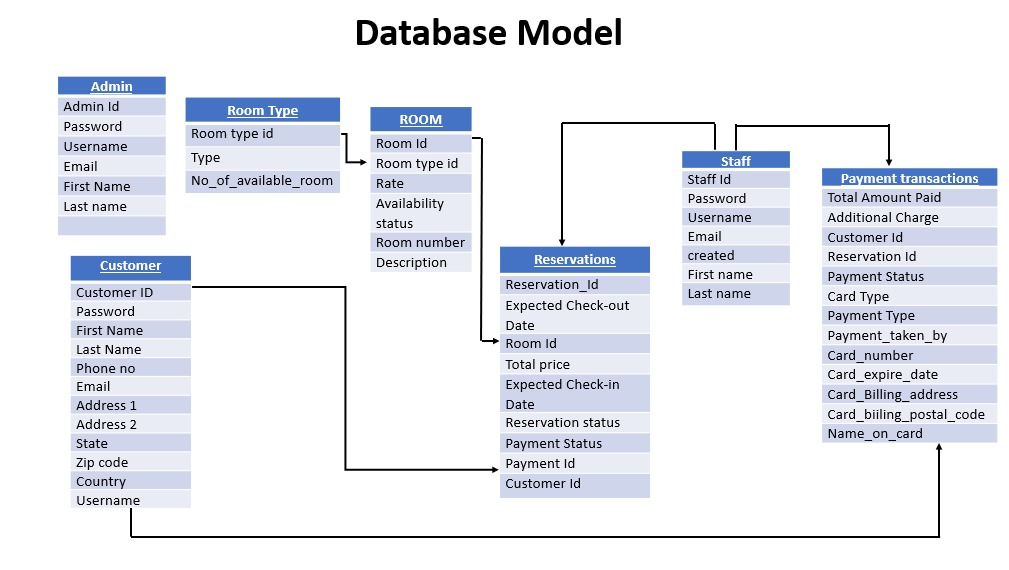 Database Model
Admin
Admin Id
Password
Username
Email
First Name
Last name
Room Type
Room type id
Type
No_of_available_room
ROOM
Room Id
Room type id
Rate
Availability
status
Room number
Description
Customer
Customer ID
Password
First Name
Last Name
Phone no
Email
Address 1
Address 2
State
Zip code
Country
Username
Reservations
Reservation_Id
Expected Check-out
Date
Room Id
Total price
Expected Check-in
Date
Reservation status
Payment Status
Payment Id
Customer Id
Staff
Staff Id
Password
Username
Email
created
First name
Last name
Payment transactions
Total Amount Paid
Additional Charge
Customer Id
Reservation Id
Payment Status
Card Type
Payment Type
Payment_taken_by
Card_number
Card_expire_date
Card_Billing_address
Card_biiling_postal_code
Name_on_card